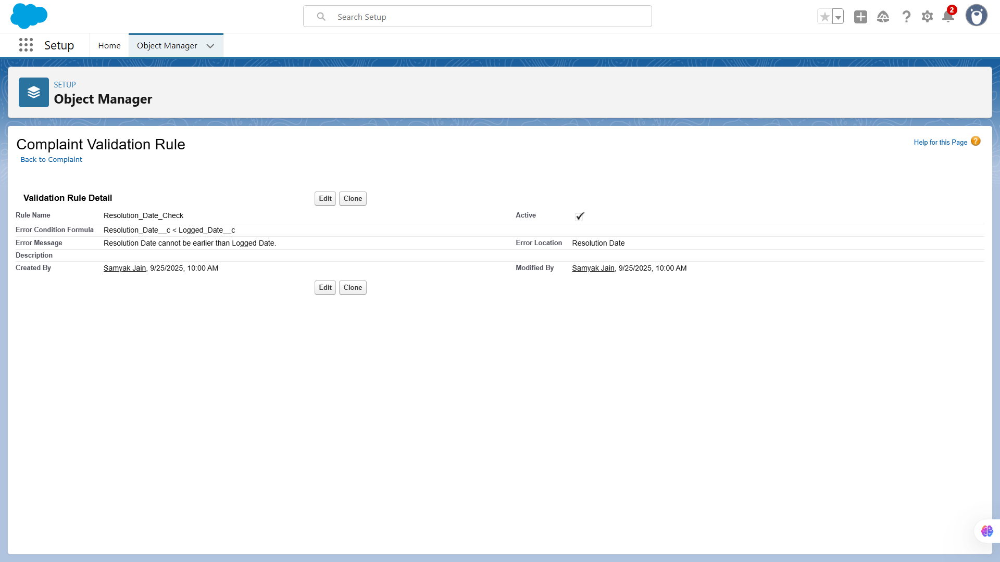 Search Setup
2
Setup
Home
Object Manager
SETUP
Object Manager
Complaint Validation Rule
Help for this Page
Back to Complaint
Validation Rule Detail
Edit
Clone
Rule Name Resolution_Date_Check Active
Error Condition Formula Resolution_Date__c < Logged_Date__c
Error Message Resolution Date cannot be earlier than Logged Date. Error Location Resolution Date
Description
Created By Samyak Jain, 9/25/2025, 10:00 AM Modified By Samyak Jain, 9/25/2025, 10:00 AM
Edit
Clone